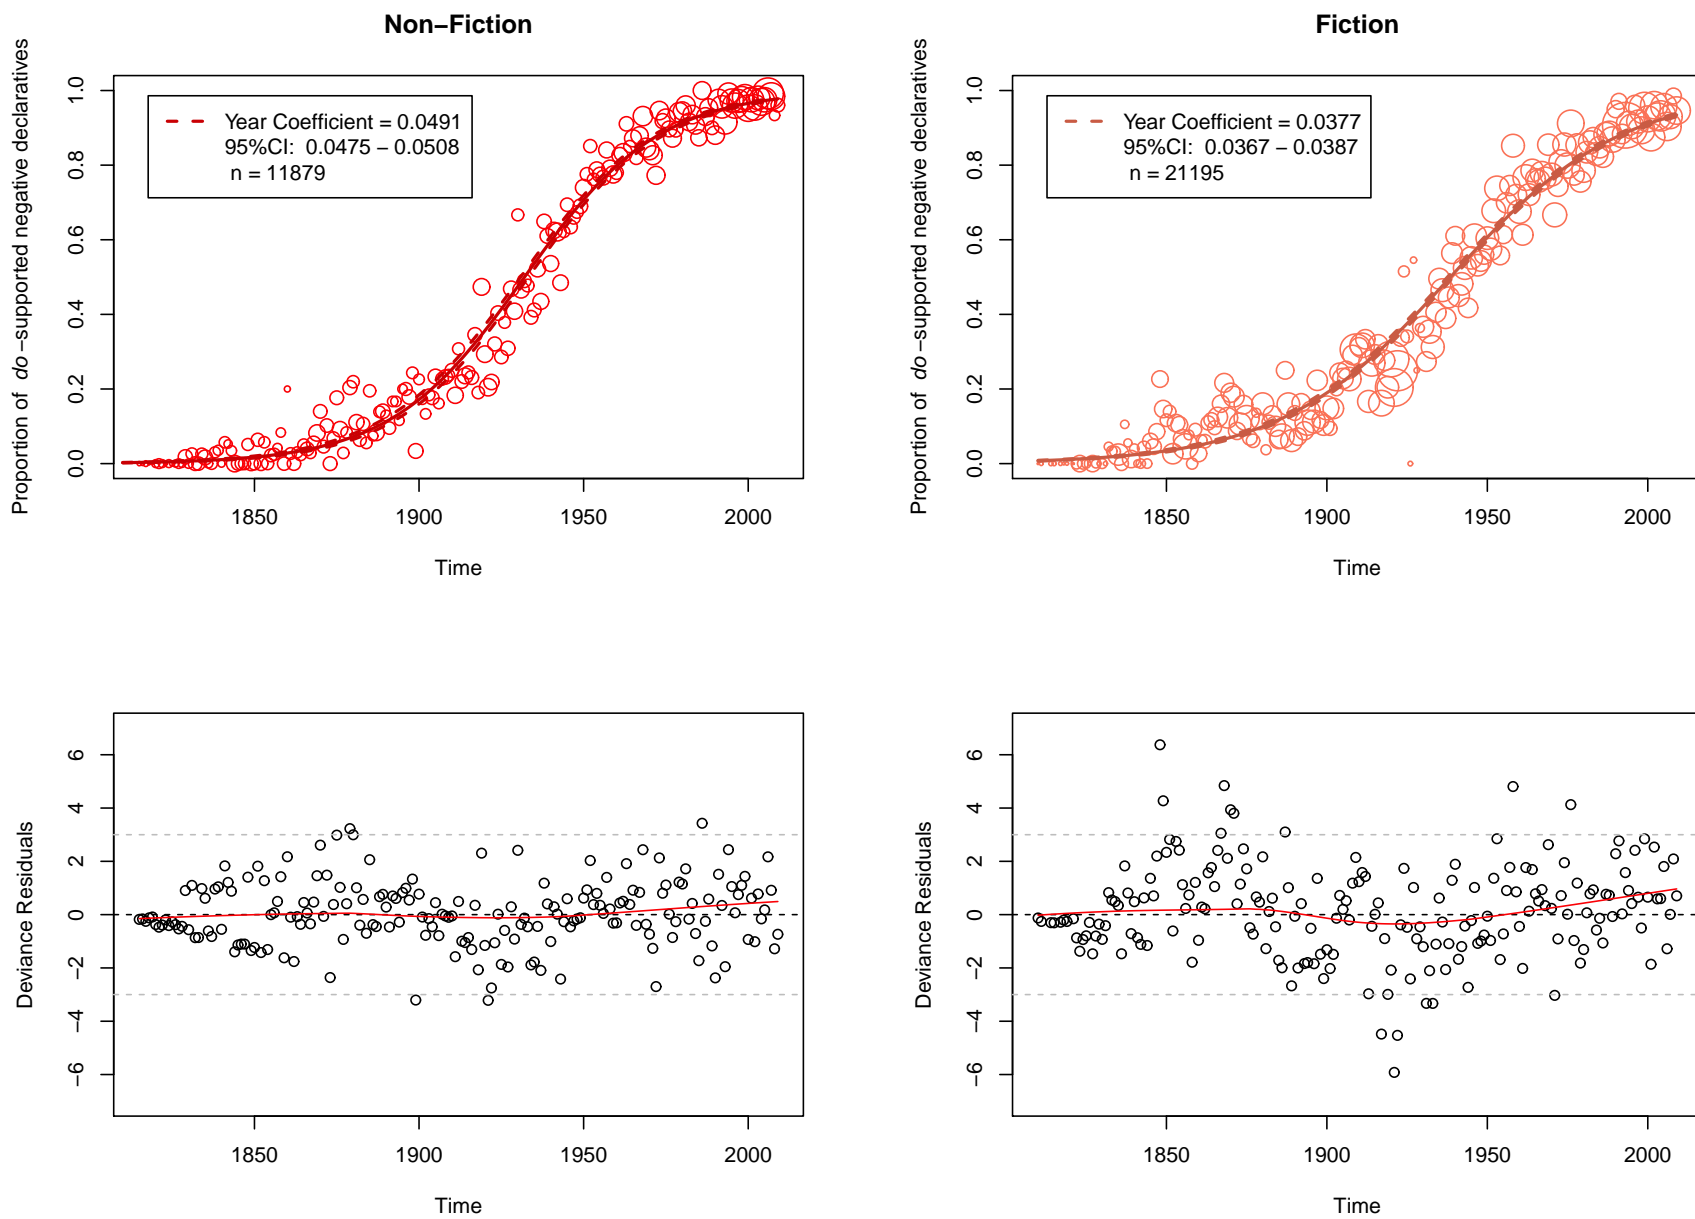 Non−Fiction
Proportion of do−supported negative declaratives
1.0
0.8
0.6
0.4
0.2
0.0
Year Coefficient = 0.0491
95%CI: 0.0475 − 0.0508
n = 11879
1850 1900 1950 2000
Time
Fiction
Proportion of do−supported negative declaratives
1.0
0.8
0.6
0.4
0.2
0.0
Year Coefficient = 0.0377
95%CI: 0.0367 − 0.0387
n = 21195
1850 1900 1950 2000
Time
Deviance Residuals
6
4
2
0
−2
−4
−6
1850 1900 1950 2000
Time
Deviance Residuals
6
4
2
0
−2
−4
−6
1850 1900 1950 2000
Time